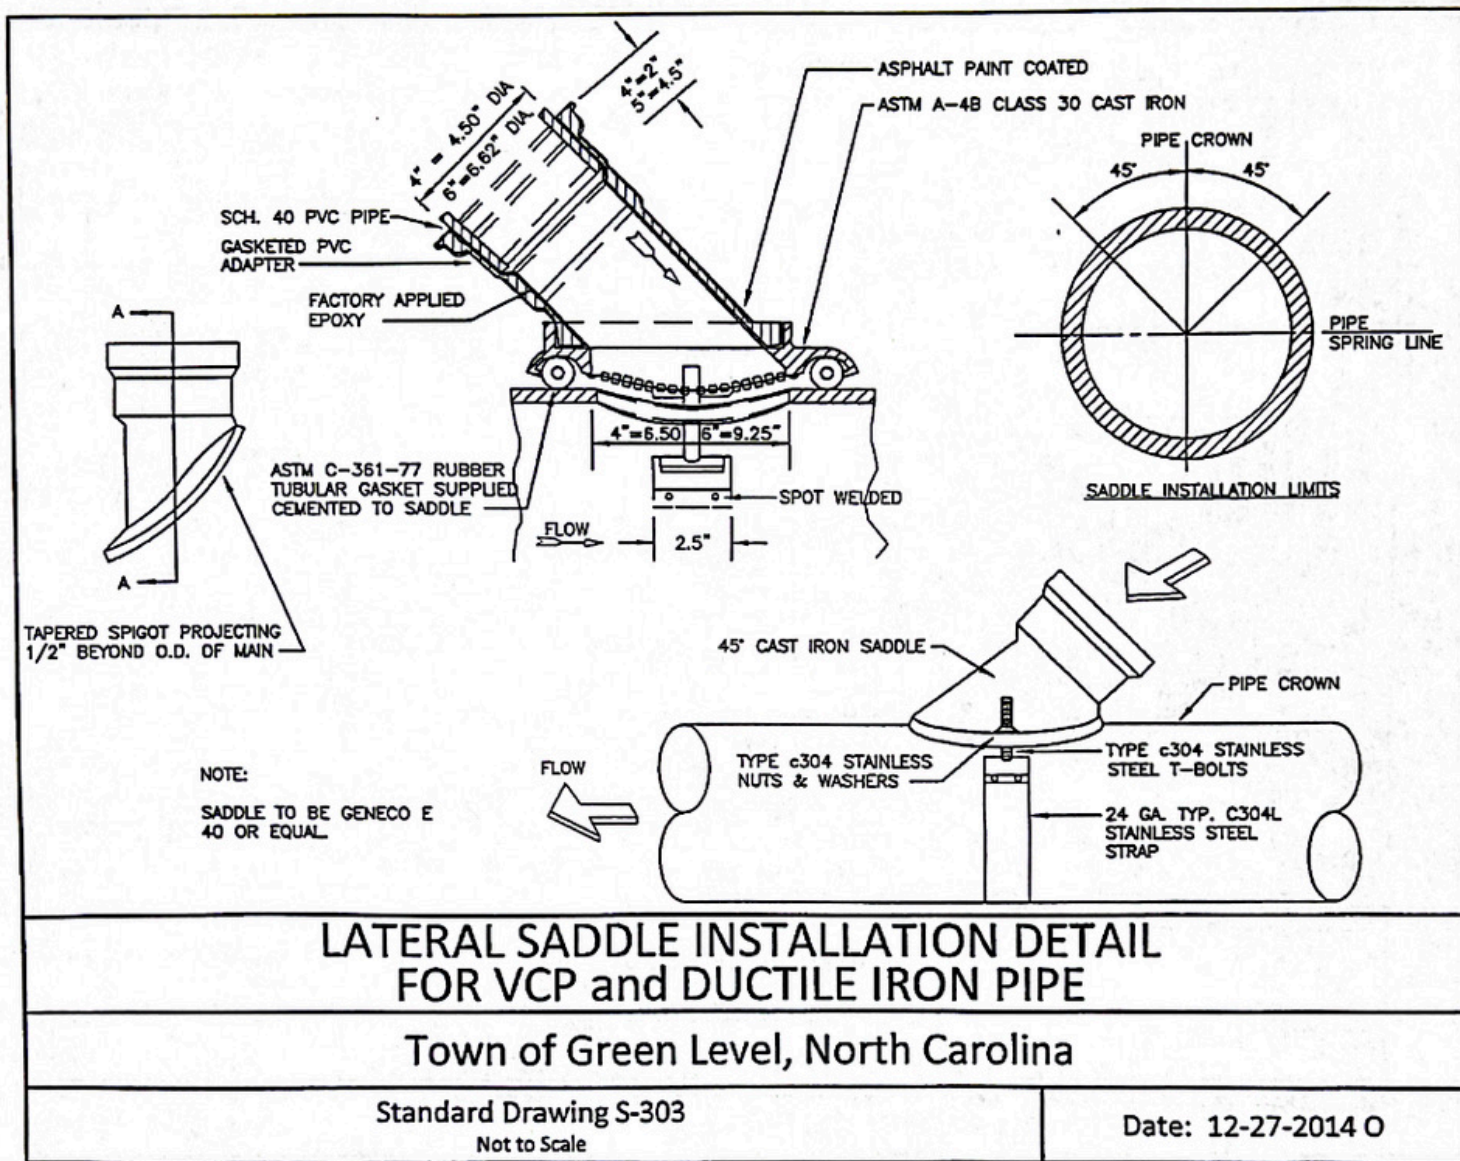 4"= 4.50" DIA
6"=6.62" DIA.
4"=2"
5"=4.5"
ASPHALT PAINT COATED
ASTM A-4B CLASS 30 CAST IRON
SCH. 40 PVC PIPE
GASKETED PVC
ADAPTER
FACTORY APPLIED
EPOXY
PIPE CROWN
45° 45°
PIPE
SPRING LINE
SADDLE INSTALLATION LIMITS
A
A
TAPERED SPIGOT PROJECTING
1/2" BEYOND O.D. OF MAIN
4"=6.50 6"=9.25"
ASTM C-361-77 RUBBER
TUBULAR GASKET SUPPLIED
CEMENTED TO SADDLE
SPOT WELDED
FLOW
2.5"
45° CAST IRON SADDLE
PIPE CROWN
TYPE c304 STAINLESS
NUTS & WASHERS
TYPE c304 STAINLESS
STEEL T-BOLTS
24 GA. TYP. C304L
STAINLESS STEEL
STRAP
FLOW
NOTE:
SADDLE TO BE GENECO E
40 OR EQUAL
LATERAL SADDLE INSTALLATION DETAIL
FOR VCP and DUCTILE IRON PIPE
Town of Green Level, North Carolina
Standard Drawing S-303
Not to Scale
Date: 12-27-2014 O